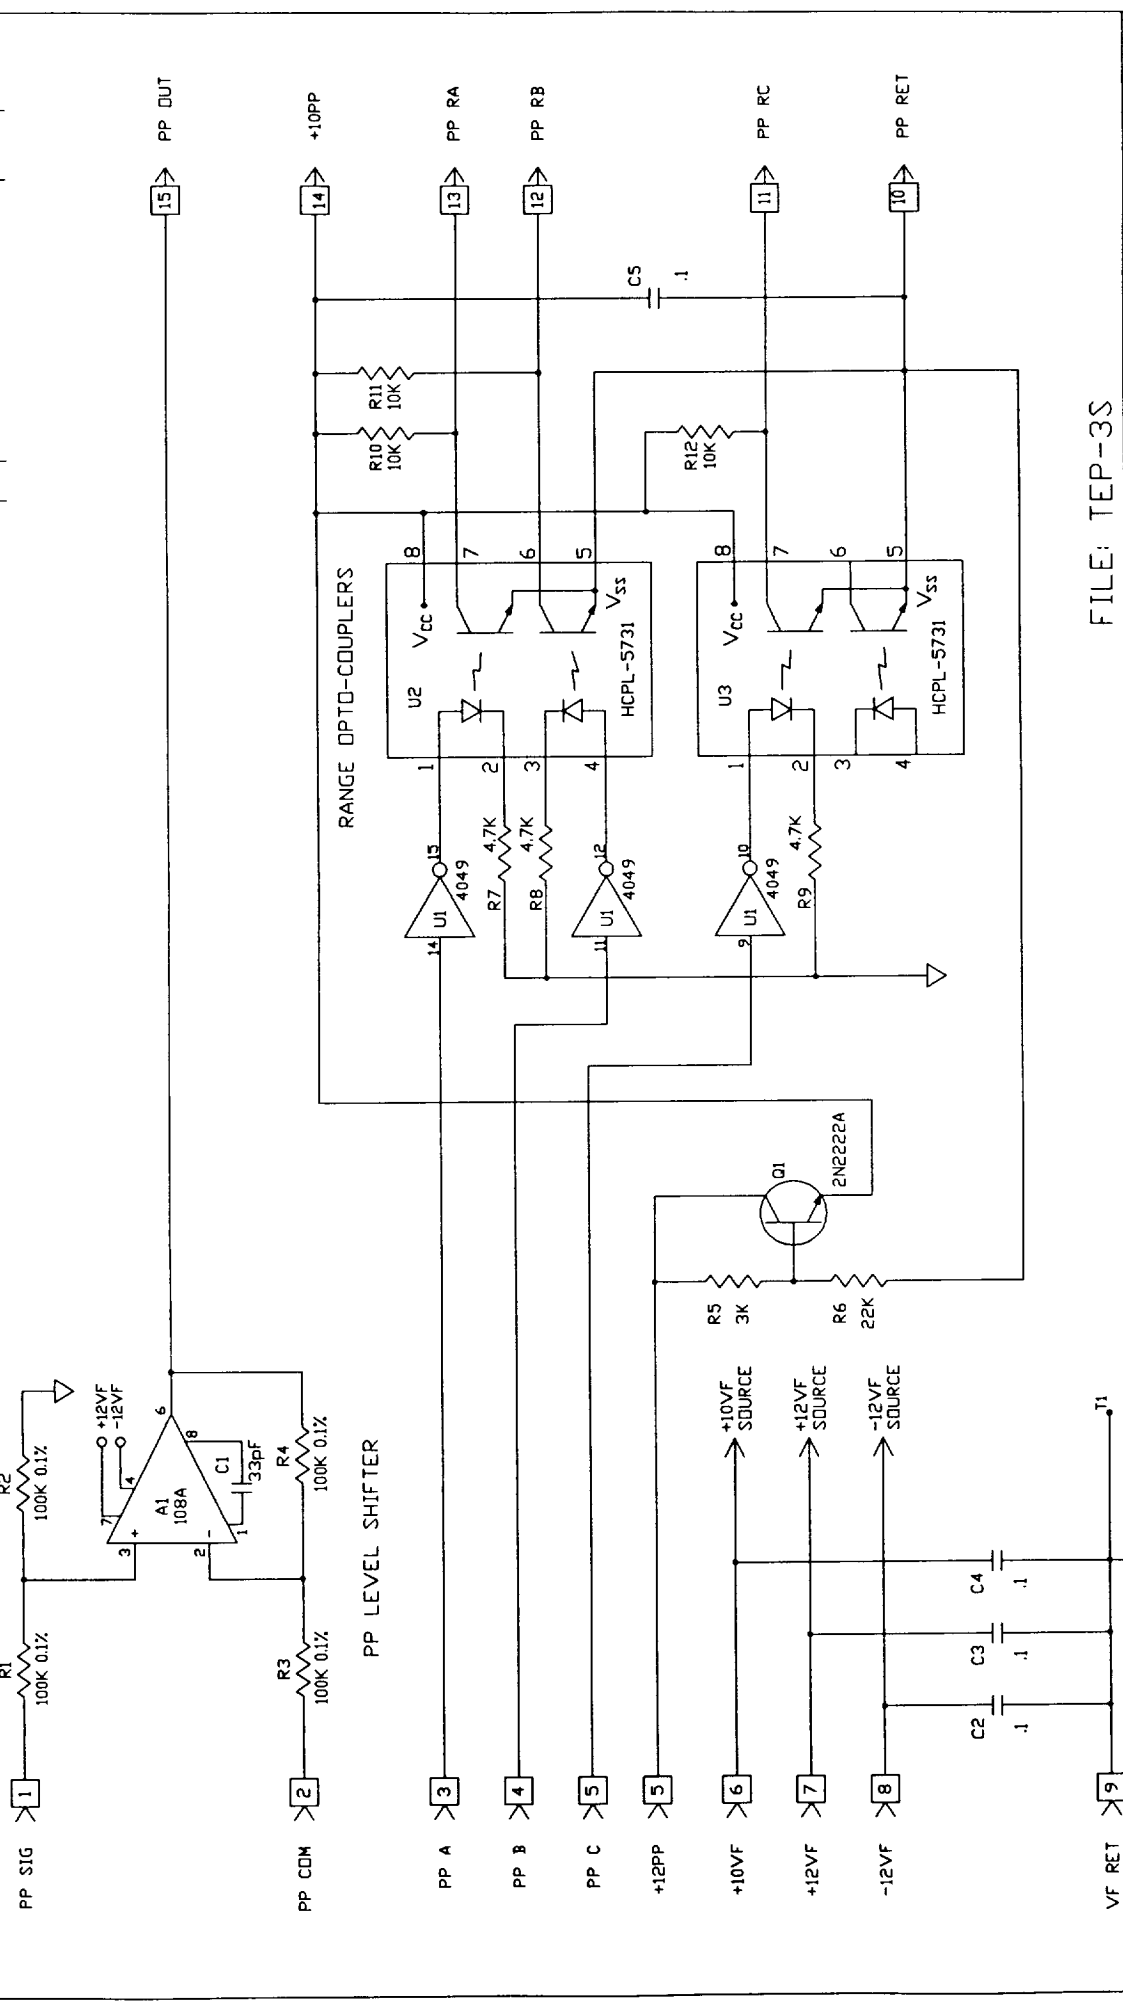 PP SIG
1
R1
100K 0.1%
R2
100K 0.1%
+12VF
-12VF
7
4
3
+
A1
108A
-
2
6
8
1
C1
33pF
PP COM
2
R3
100K 0.1%
R4
100K 0.1%
PP LEVEL SHIFTER
15
PP OUT
14
+10PP
13
PP RA
12
PP RB
11
PP RC
10
PP RET
RANGE OPTO-COUPLERS
PP A
3
14
U1
15
4049
PP B
4
11
U1
12
4049
PP C
5
9
U1
10
4049
R7
4.7K
R8
4.7K
R9
4.7K
1
2
3
4
U2
VCC
VSS
HCPL-5731
8
7
6
5
1
2
3
4
U3
VCC
VSS
HCPL-5731
8
7
6
5
R10
10K
R11
10K
R12
10K
C5
.1
+12PP
5
R5
3K
R6
22K
Q1
2N2222A
+10VF
6
+10VF
SOURCE
+12VF
7
+12VF
SOURCE
-12VF
8
-12VF
SOURCE
C2
.1
C3
.1
C4
.1
VF RET
9
T1
FILE: TEP-3S